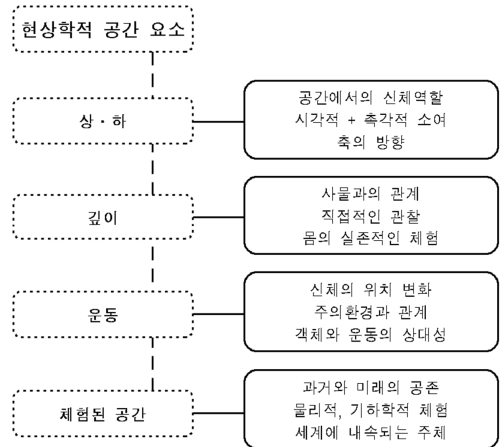 현상학적 공간 요소
상·하
공간에서의 신체역할
시각적 + 촉각적 소여
축의 방향
깊이
사물과의 관계
직접적인 관찰
몸의 실존적인 체험
운동
신체의 위치 변화
주의환경과 관계
객체와 운동의 상대성
체험된 공간
과거와 미래의 공존
물리적, 기하학적 체험
세계에 내속되는 주체